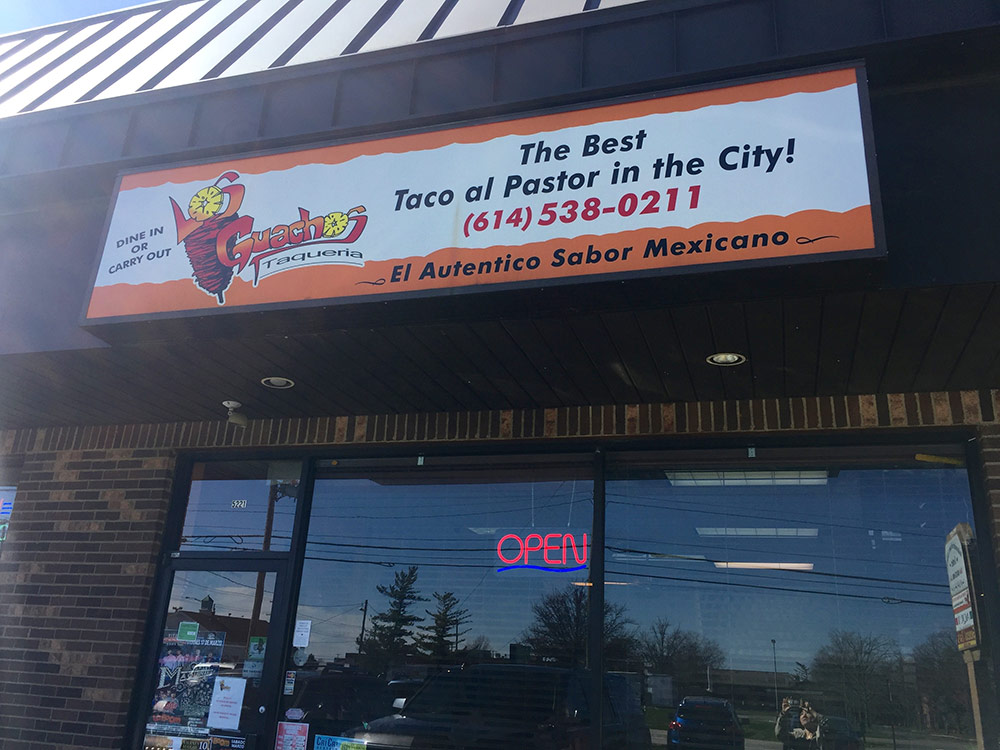 DINE IN
OR
CARRY OUT
Los
Guachos
Taqueria
The Best
Taco al Pastor in the City!
(614) 538-0211
El Autentico Sabor Mexicano
5221
OPEN